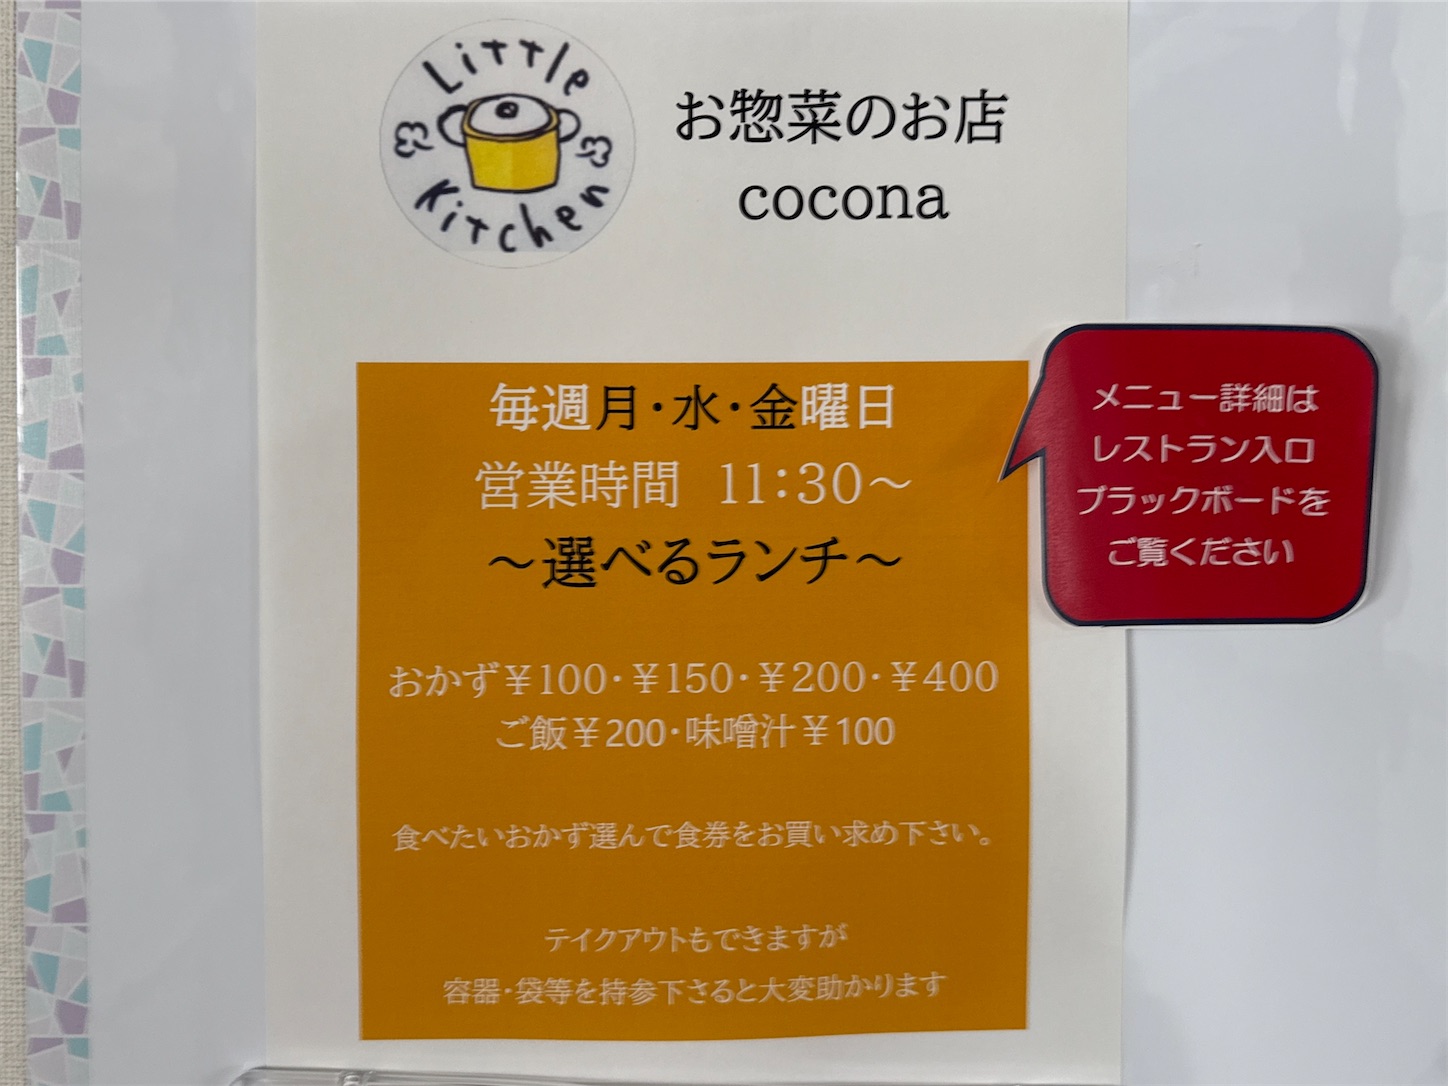 Little
Kitchen
お惣菜のお店
cocona
毎週月・水・金曜日
営業時間 11:30～
～選べるランチ～
おかず￥100・￥150・￥200・￥400
ご飯￥200・味噌汁￥100
食べたいおかず選んで食券をお買い求め下さい。
テイクアウトもできますが
容器・袋等を持参下さると大変助かります
メニュー詳細は
レストラン入口
ブラックボードを
ご覧ください